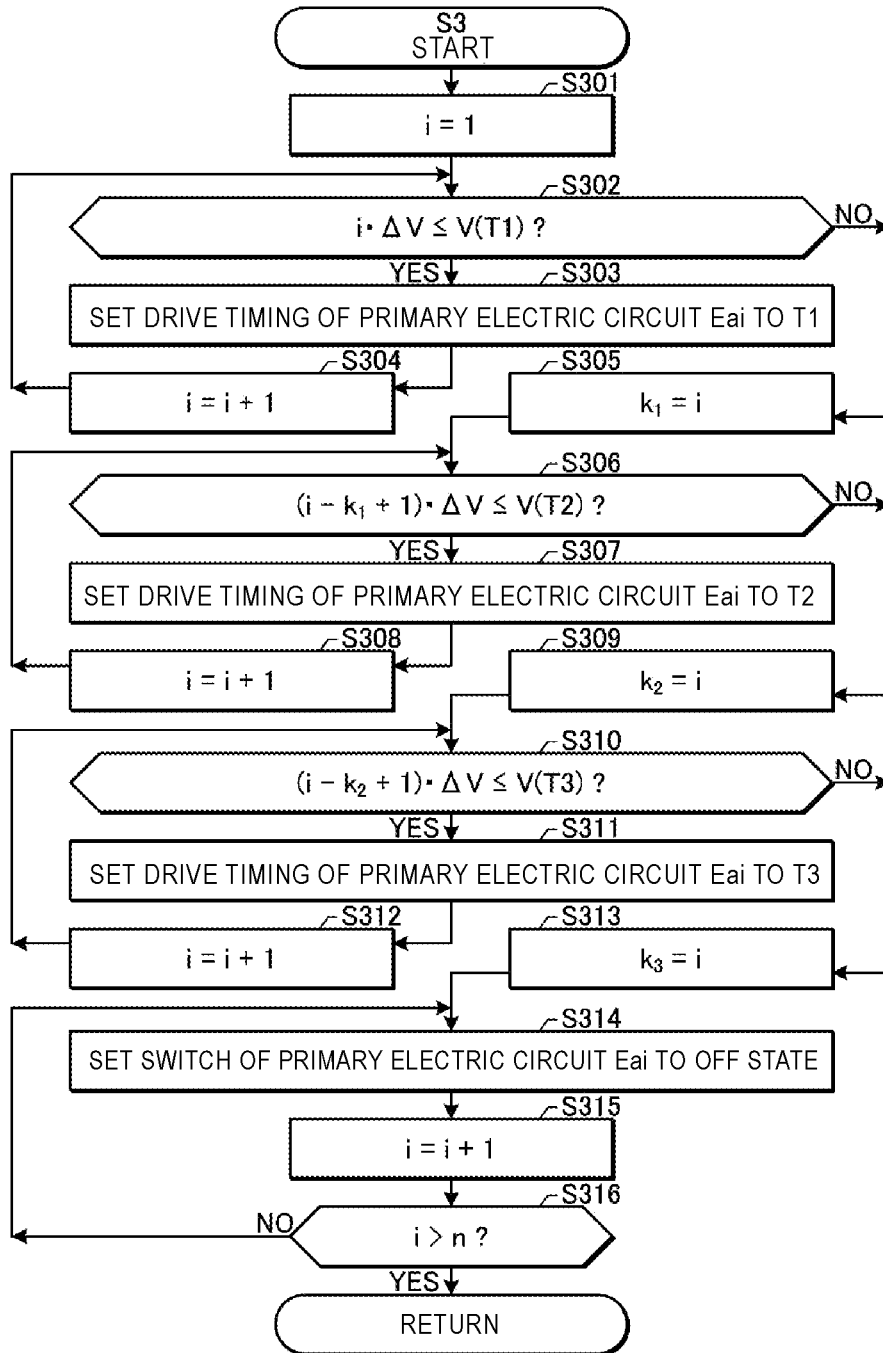 S3
START
S301
i = 1
S302
i · ΔV ≤ V(T1) ?
NO
YES
S303
SET DRIVE TIMING OF PRIMARY ELECTRIC CIRCUIT Eai TO T1
S304
i = i + 1
S305
k₁ = i
S306
(i − k₁ + 1) · ΔV ≤ V(T2) ?
NO
YES
S307
SET DRIVE TIMING OF PRIMARY ELECTRIC CIRCUIT Eai TO T2
S308
i = i + 1
S309
k₂ = i
S310
(i − k₂ + 1) · ΔV ≤ V(T3) ?
NO
YES
S311
SET DRIVE TIMING OF PRIMARY ELECTRIC CIRCUIT Eai TO T3
S312
i = i + 1
S313
k₃ = i
S314
SET SWITCH OF PRIMARY ELECTRIC CIRCUIT Eai TO OFF STATE
S315
i = i + 1
S316
NO
i > n ?
YES
RETURN